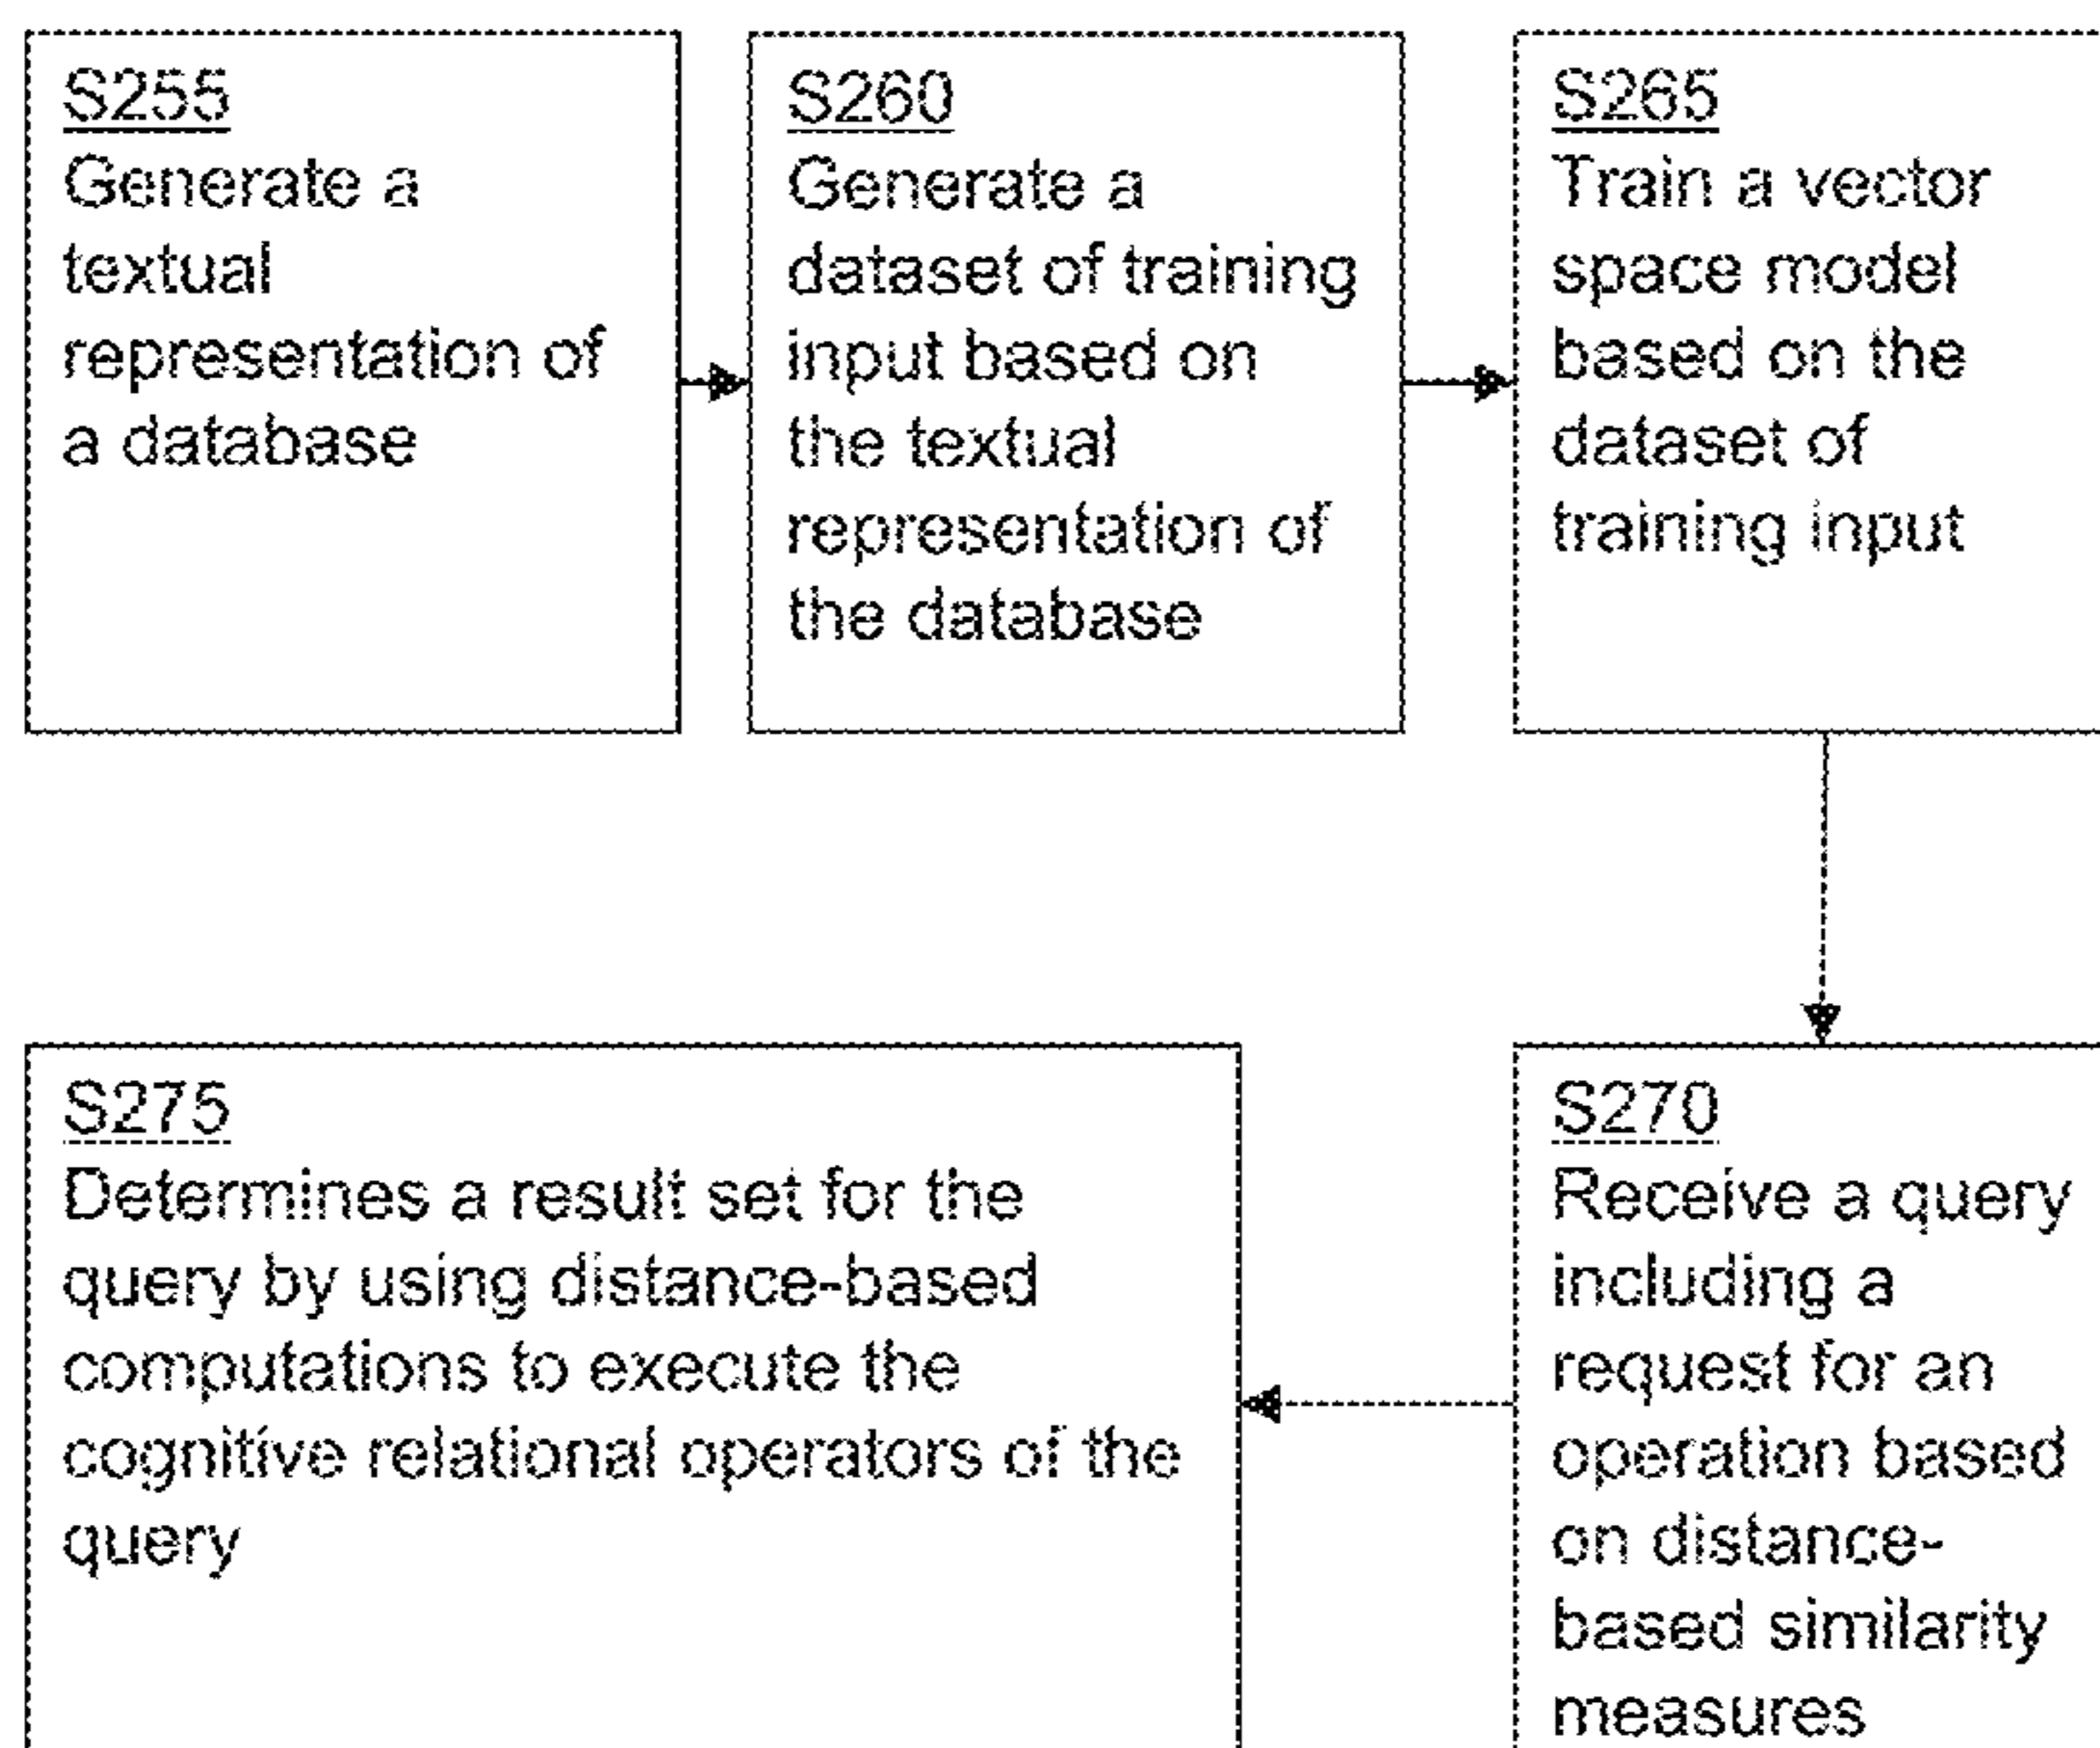 S255
Generate a
textual
representation of
a database
S260
Generate a
dataset of training
input based on
the textual
representation of
the database
S265
Train a vector
space model
based on the
dataset of
training input
S270
Receive a query
including a
request for an
operation based
on distance-
based similarity
measures
S275
Determines a result set for the
query by using distance-based
computations to execute the
cognitive relational operators of the
query